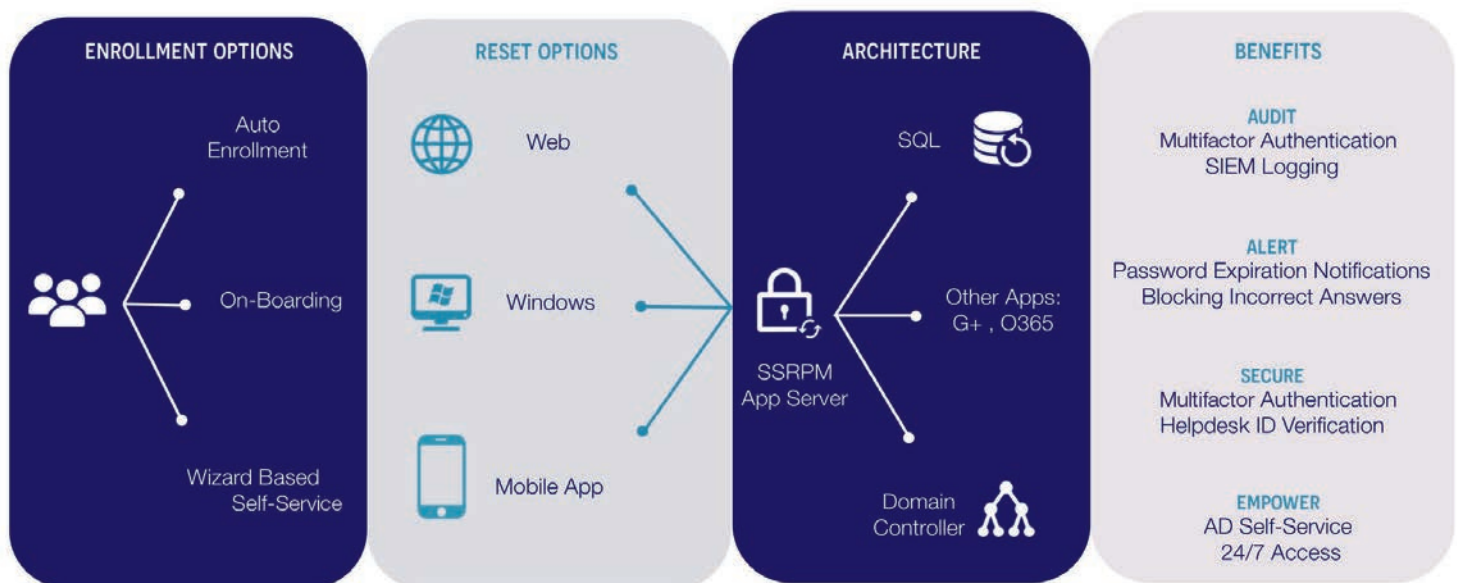 ENROLLMENT OPTIONS
Auto
Enrollment
On-Boarding
Wizard Based
Self-Service
RESET OPTIONS
Web
Windows
Mobile App
ARCHITECTURE
SQL
SSRPM
App Server
Other Apps:
G+ , O365
Domain
Controller
BENEFITS
AUDIT
Multifactor Authentication
SIEM Logging
ALERT
Password Expiration Notifications
Blocking Incorrect Answers
SECURE
Multifactor Authentication
Helpdesk ID Verification
EMPOWER
AD Self-Service
24/7 Access